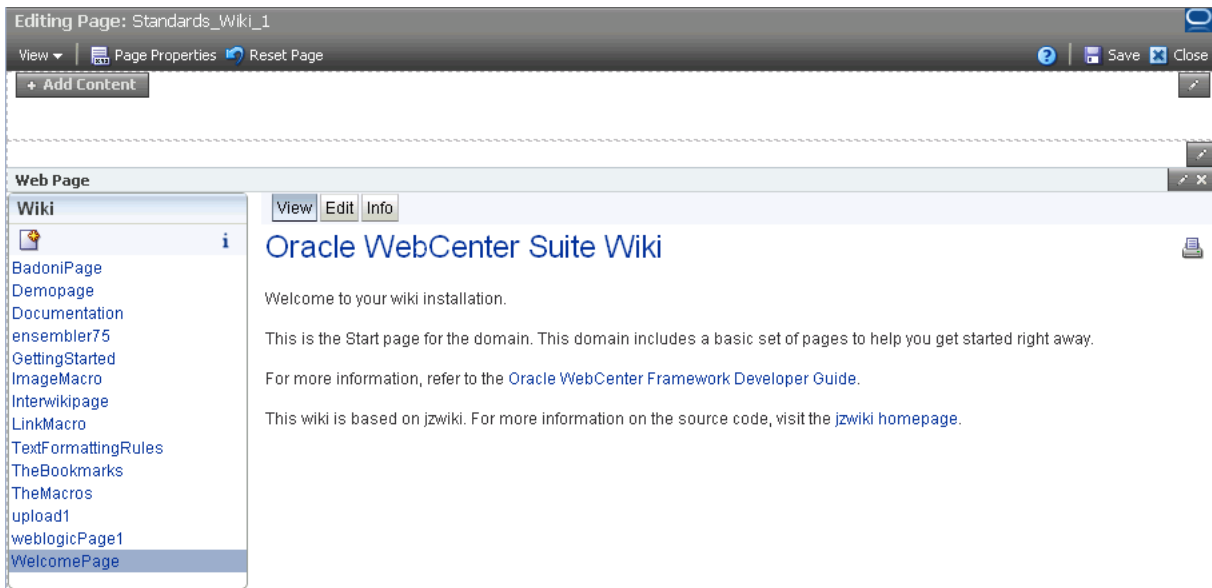 Editing Page: Standards_Wiki_1
View Page Properties Reset Page Save Close
+ Add Content
Web Page
Wiki
View Edit Info
i
Oracle WebCenter Suite Wiki
BadoniPage
Demopage
Documentation
ensembler75
GettingStarted
ImageMacro
Interwikipage
LinkMacro
TextFormattingRules
TheBookmarks
TheMacros
upload1
weblogicPage1
WelcomePage
Welcome to your wiki installation.
This is the Start page for the domain. This domain includes a basic set of pages to help you get started right away.
For more information, refer to the Oracle WebCenter Framework Developer Guide.
This wiki is based on jzwiki. For more information on the source code, visit the jzwiki homepage.